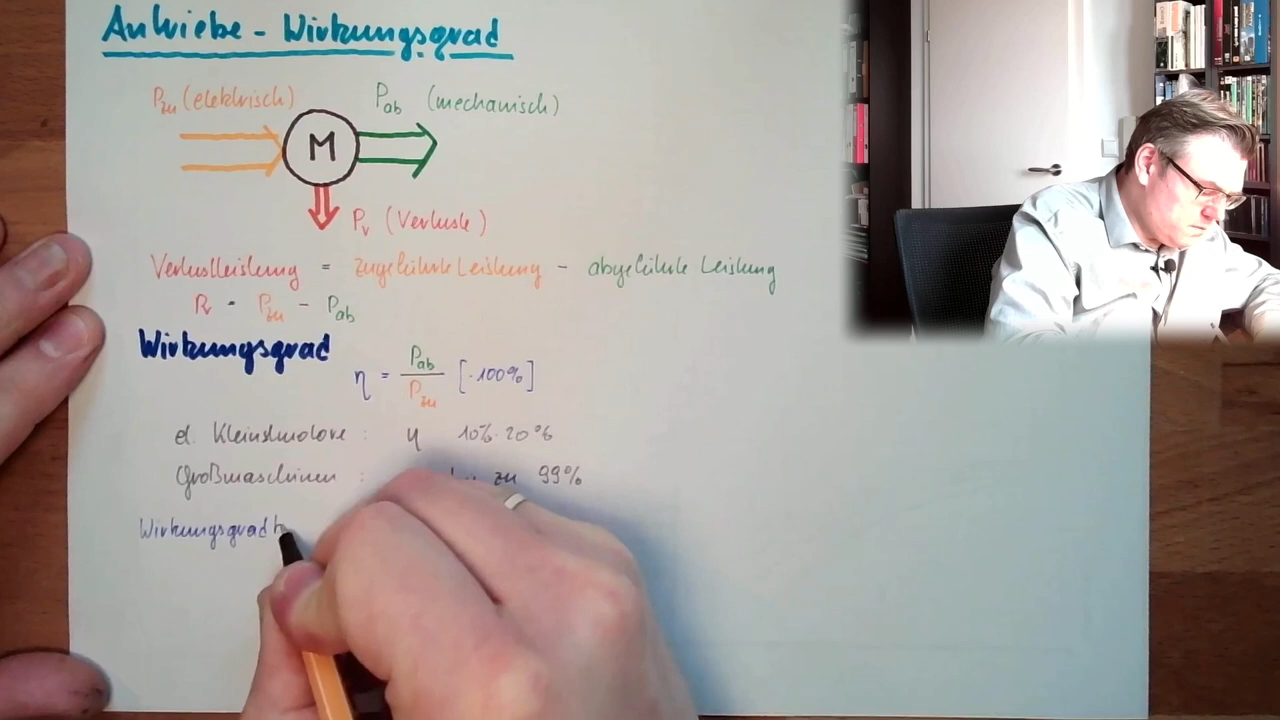 Antriebe - Wirkungsgrad
Pzu (elektrisch)
Pab (mechanisch)
M
Pv (Verluste)
Verlustleistung = zugeführte Leistung - abgeführte Leistung
Pv = Pzu - Pab
Wirkungsgrad
η = Pab / Pzu [·100%]
el. Kleinstmotore : η 10%-20%
Großmaschinen : zu 99%
Wirkungsgrad